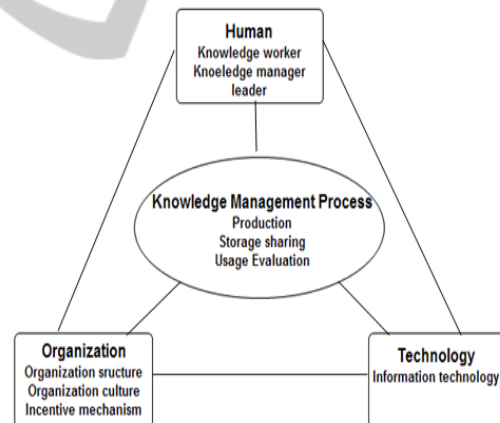 Human
Knowledge worker
Knoeledge manager
leader
Knowledge Management Process
Production
Storage sharing
Usage Evaluation
Organization
Organization sructure
Organization culture
Incentive mechanism
Technology
Information technology